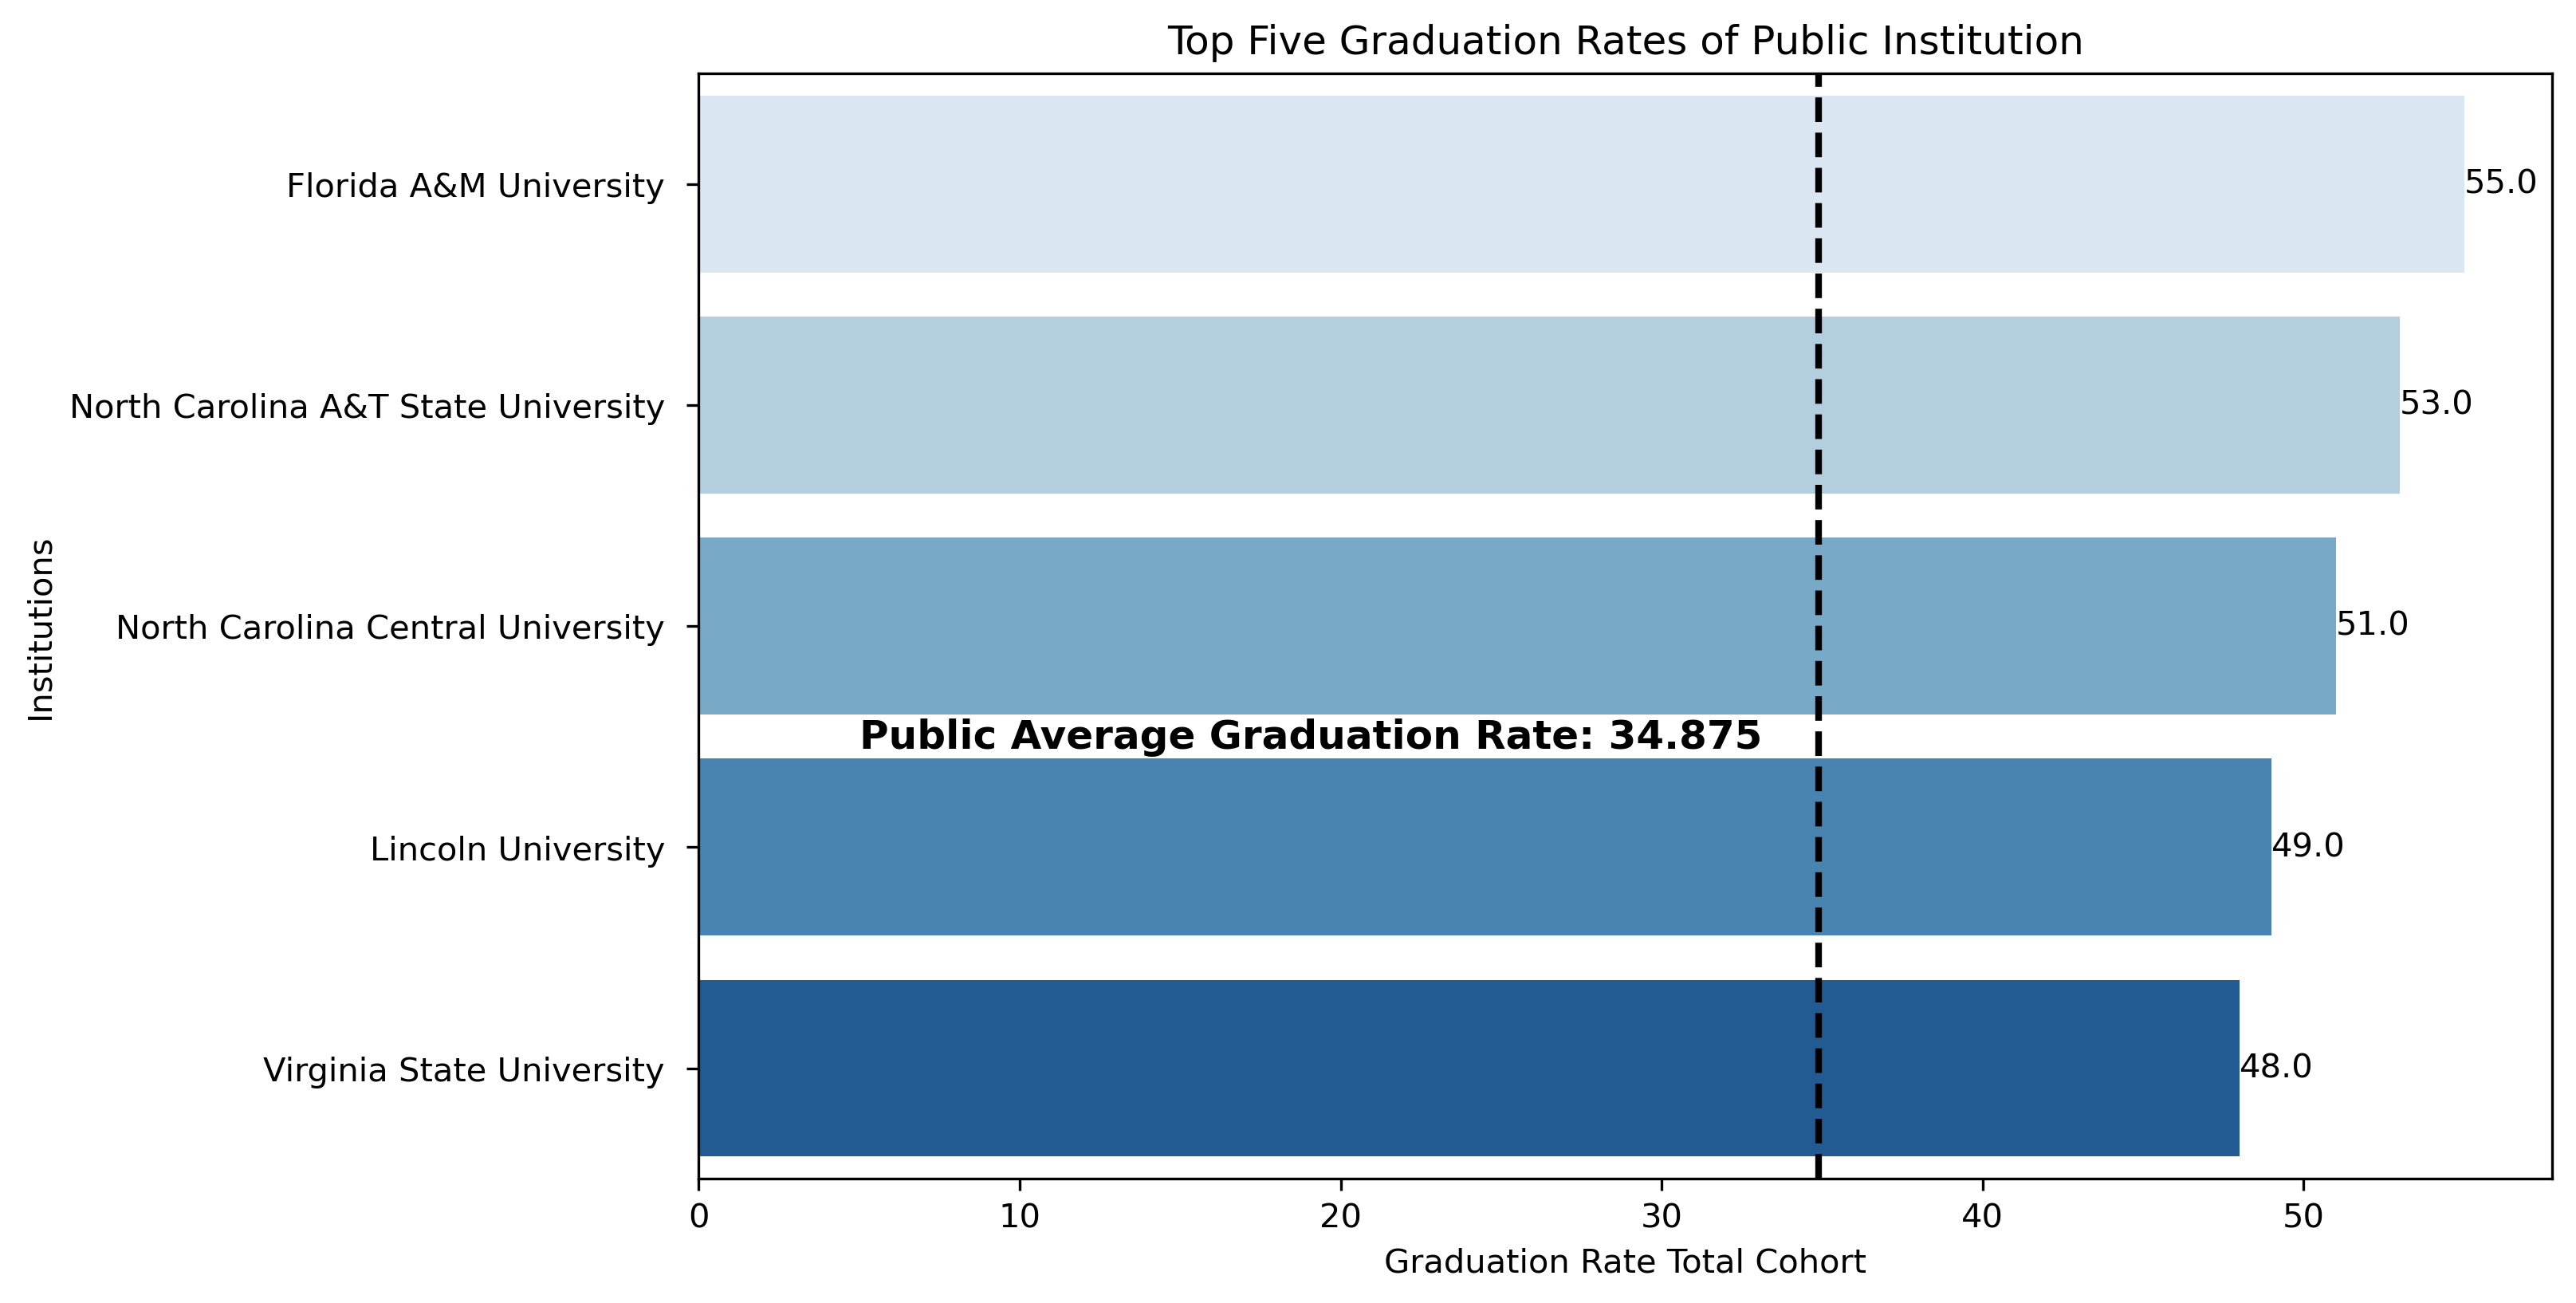 Top Five Graduation Rates of Public Institution
Florida A&M University
55.0
North Carolina A&T State University
53.0
North Carolina Central University
51.0
Institutions
Public Average Graduation Rate: 34.875
Lincoln University
49.0
Virginia State University
48.0
0 10 20 30 40 50
Graduation Rate Total Cohort